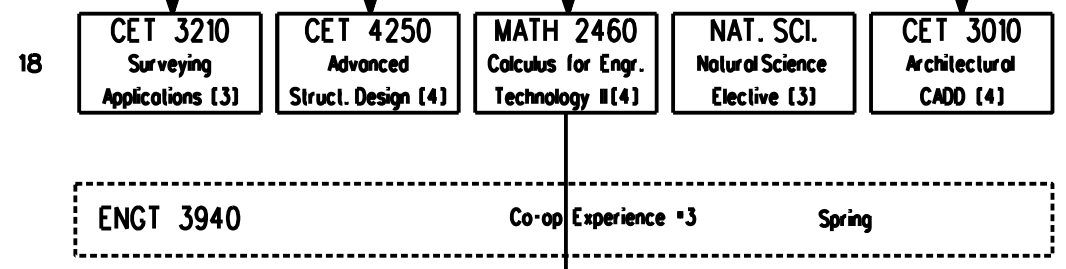 18
CET 3210
Surveying
Applications [3]
CET 4250
Advanced
Struct. Design [4]
MATH 2460
Calculus for Engr.
Technology II[4]
NAT. SCI.
Natural Science
Elective [3]
CET 3010
Architectural
CADD [4]
ENGT 3940 Co-op Experience #3 Spring